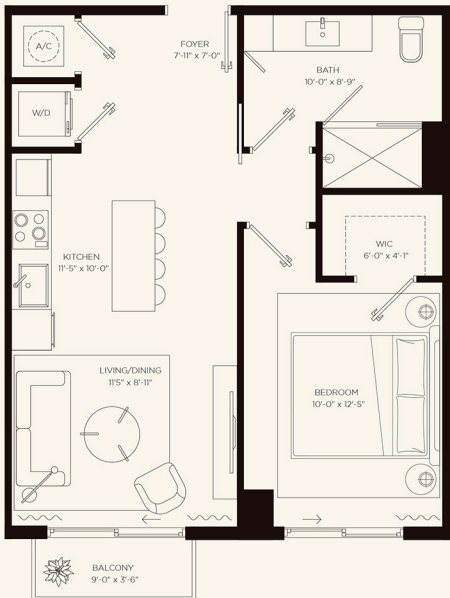 A/C
FOYER
7'-11" x 7'-0"
BATH
10'-0" x 8'-9"
W/D
KITCHEN
11'-5" x 10'-0"
WIC
6'-0" x 4'-1"
LIVING/DINING
11'5" x 8'-11"
BEDROOM
10'-0" x 12'-5"
BALCONY
9'-0" x 3'-6"